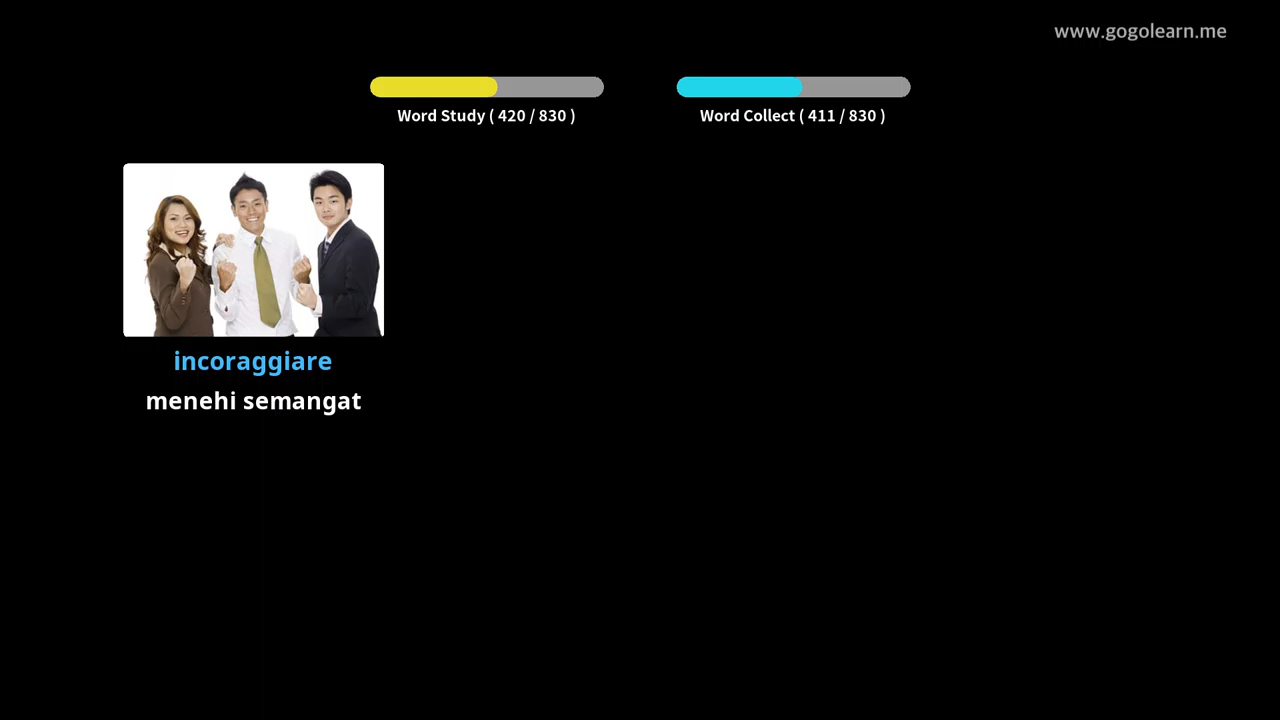 www.gogolearn.me
Word Study ( 420 / 830 )
Word Collect ( 411 / 830 )
incoraggiare
menehi semangat